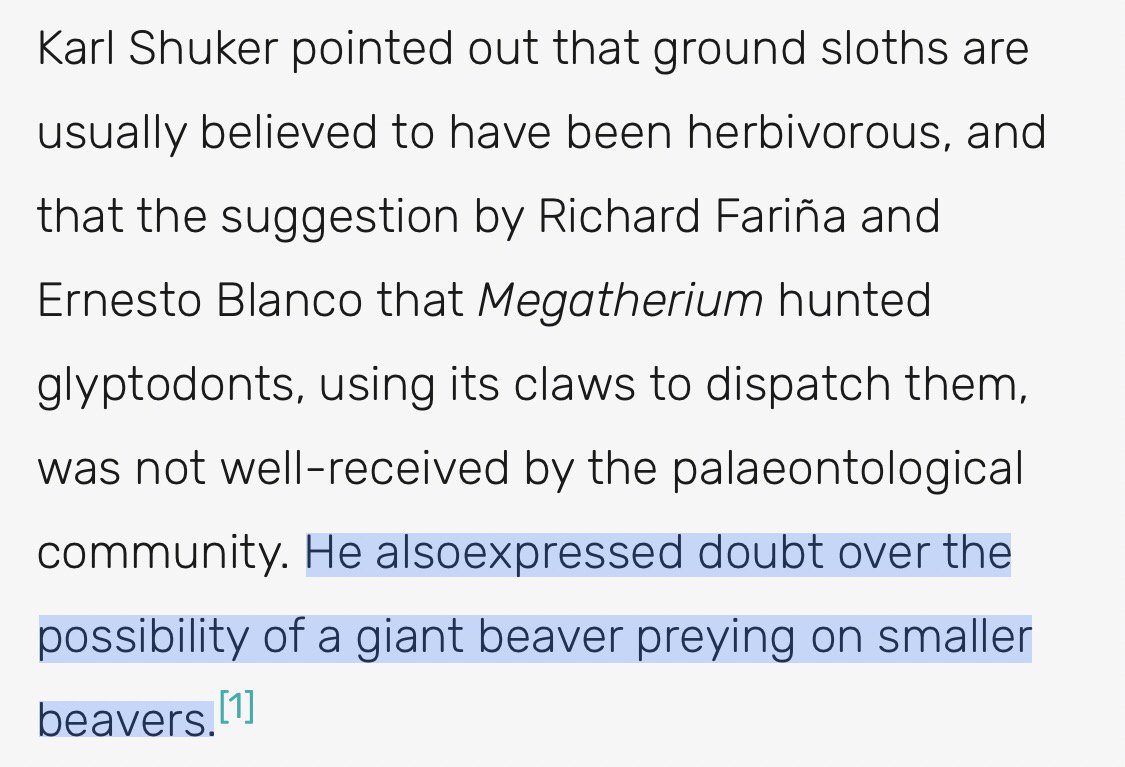 Karl Shuker pointed out that ground sloths are
usually believed to have been herbivorous, and
that the suggestion by Richard Fariña and
Ernesto Blanco that Megatherium hunted
glyptodonts, using its claws to dispatch them,
was not well-received by the palaeontological
community. He alsoexpressed doubt over the
possibility of a giant beaver preying on smaller
beavers.[1]